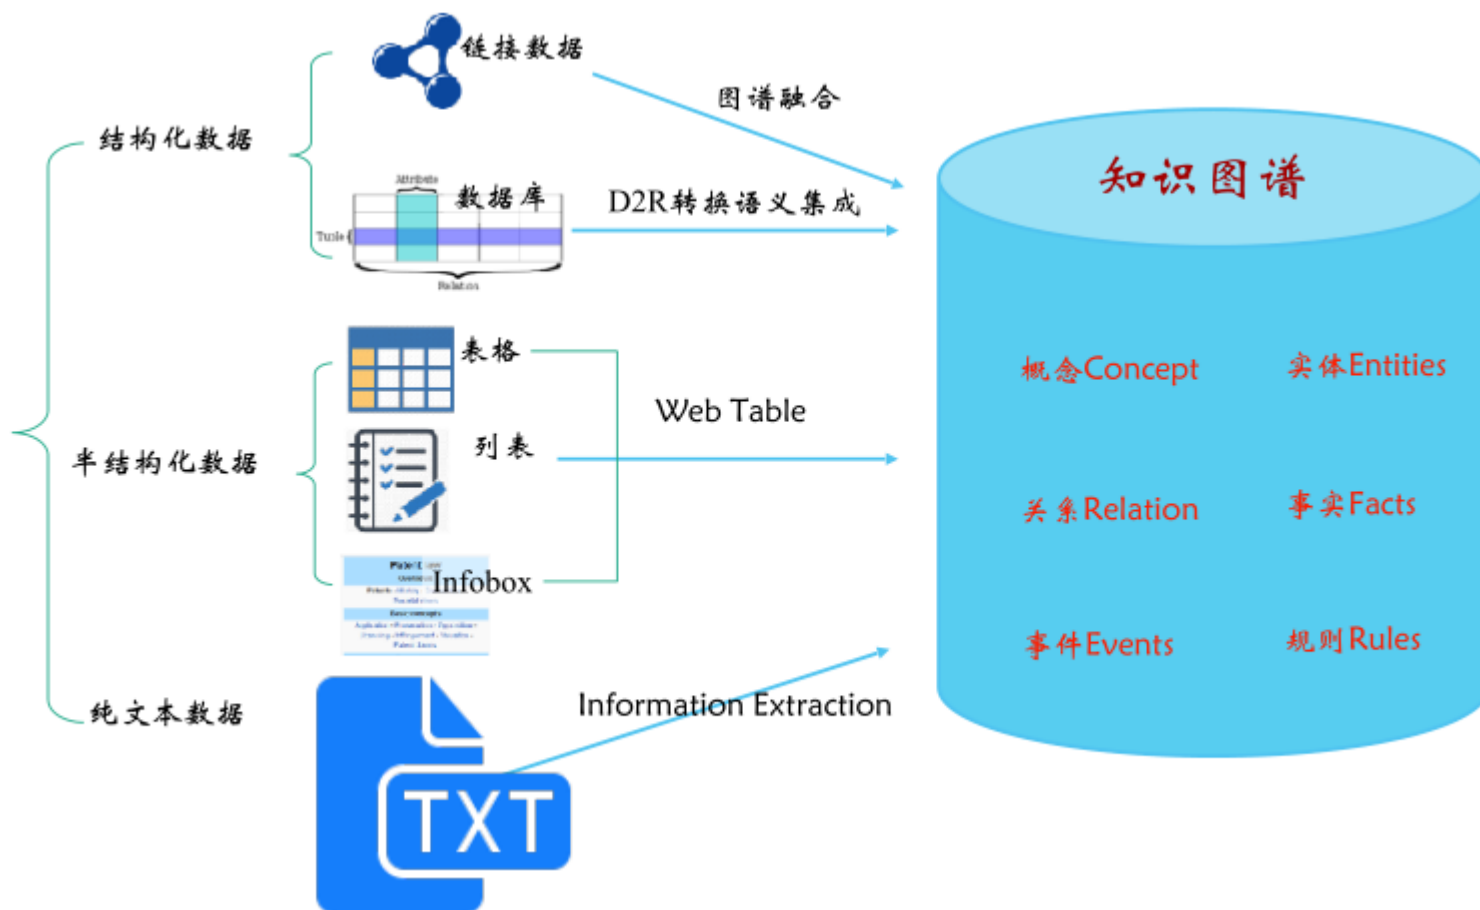 链接数据
图谱融合
结构化数据
知识图谱
Attribute
数据库
D2R转换语义集成
Tuple
Relation
表格
概念Concept
实体Entities
Web Table
列表
半结构化数据
关系Relation
事实Facts
Infobox
事件Events
规则Rules
纯文本数据
Information Extraction
TXT